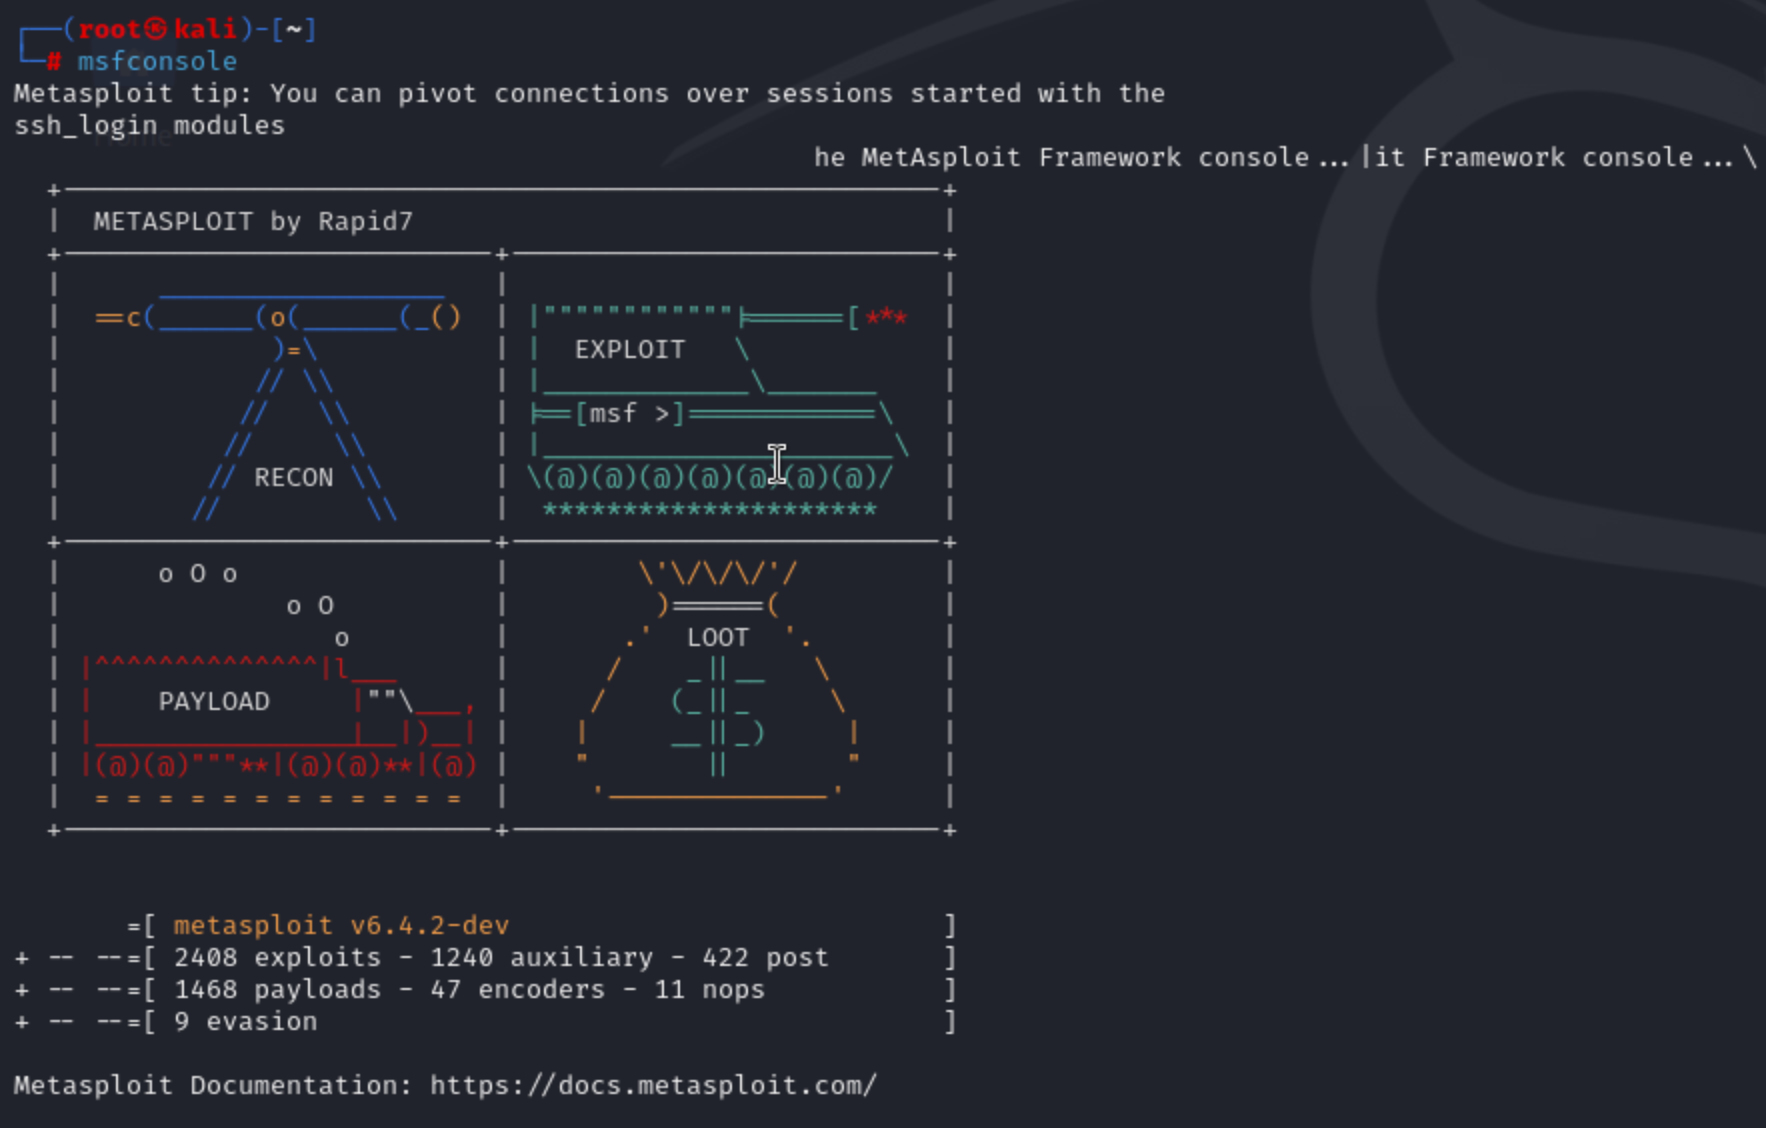 ┌──(root㉿kali)-[~]
└─# msfconsole
Metasploit tip: You can pivot connections over sessions started with the
ssh_login modules
he MetAsploit Framework console...|it Framework console...\
METASPLOIT by Rapid7
==c(______(o(______(_()
EXPLOIT
==[msf >]============\
RECON
\(@)(@)(@)(@)(@)(@)(@)/
*********************
o O o
o O
o
LOOT
PAYLOAD
|(@)(@)"""**|(@)(@)**|(@)
= = = = = = = = = = = =
=[ metasploit v6.4.2-dev ]
+ -- --=[ 2408 exploits - 1240 auxiliary - 422 post ]
+ -- --=[ 1468 payloads - 47 encoders - 11 nops ]
+ -- --=[ 9 evasion ]
Metasploit Documentation: https://docs.metasploit.com/